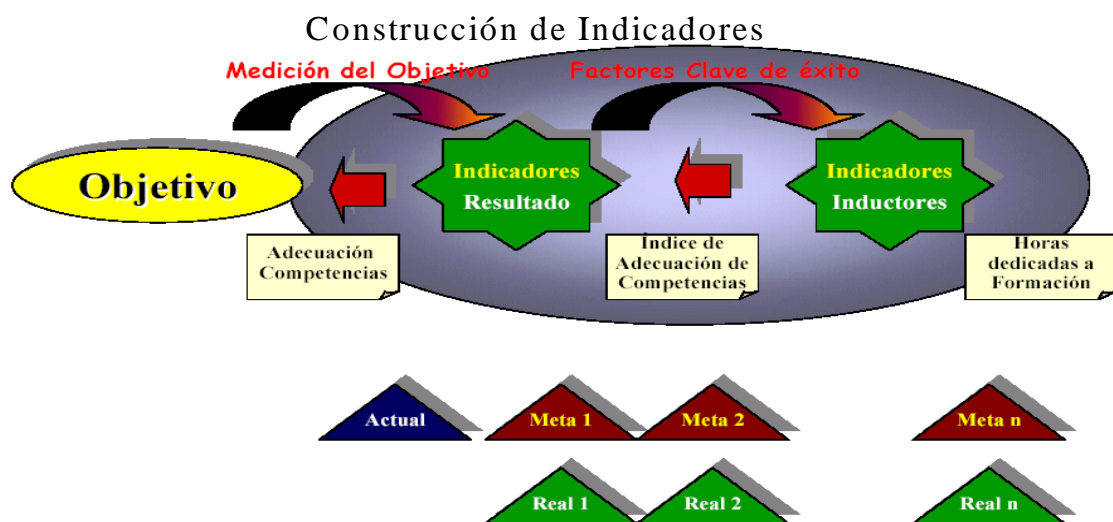 Construcción de Indicadores
Medición del Objetivo
Factores Clave de éxito
Objetivo
Indicadores
Resultado
Indicadores
Inductores
Adecuación
Competencias
Índice de
Adecuación de
Competencias
Horas
dedicadas a
Formación
Actual
Meta 1
Meta 2
Meta n
Real 1
Real 2
Real n